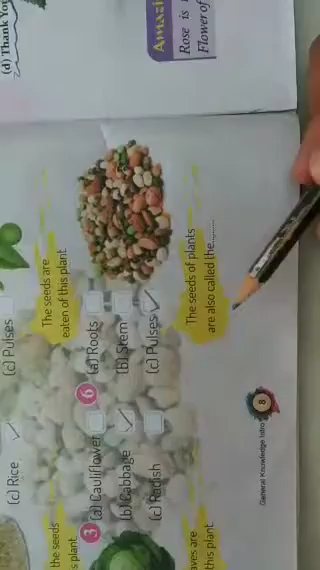 (d) Thank You
Amazi
Rose is
Flower of
(c) Pulses
The seeds are
eaten of this plant
6 (a) Roots
(b) Stem
(c) Pulses
The seeds of plants
are also called the.........
(c) Rice
the seeds
s plant
3 (a) Cauliflower
(b) Cabbage
(c) Radish
ves are
this plant
General Knowledge Intro
8